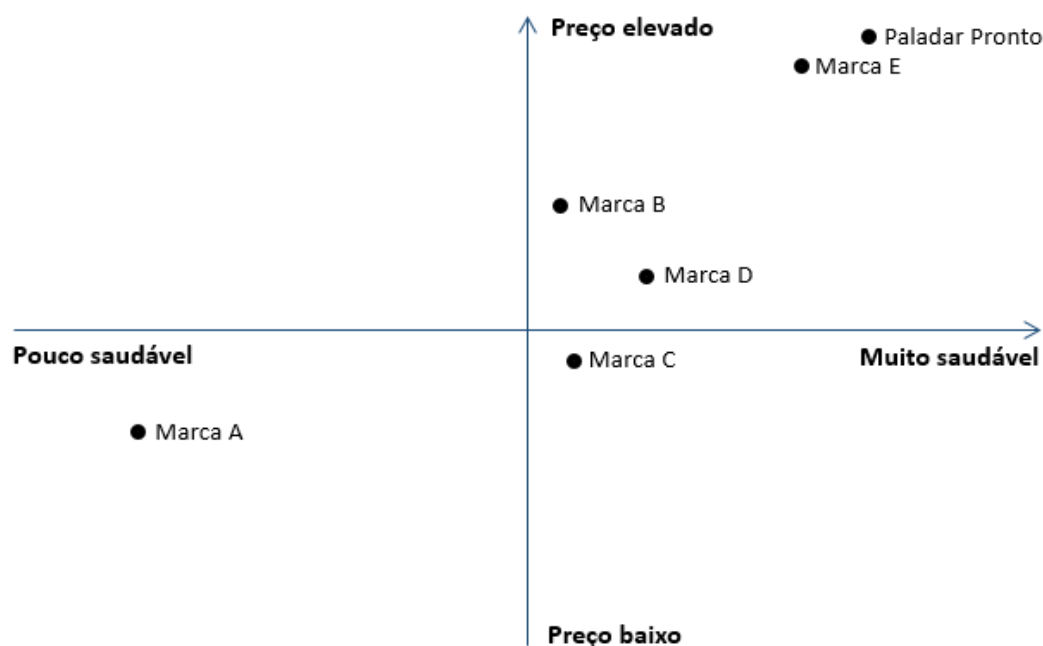 Preço elevado
Paladar Pronto
Marca E
Marca B
Marca D
Pouco saudável
Muito saudável
Marca C
Marca A
Preço baixo